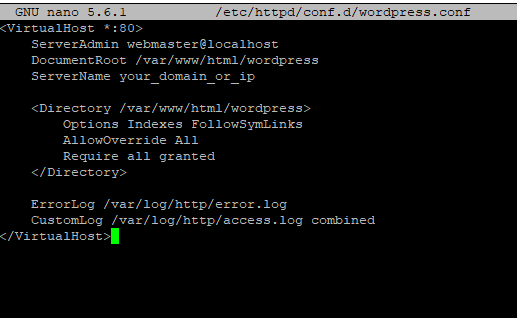 GNU nano 5.6.1 /etc/httpd/conf.d/wordpress.conf
<VirtualHost *:80>
    ServerAdmin webmaster@localhost
    DocumentRoot /var/www/html/wordpress
    ServerName your_domain_or_ip

    <Directory /var/www/html/wordpress>
        Options Indexes FollowSymLinks
        AllowOverride All
        Require all granted
    </Directory>

    ErrorLog /var/log/http/error.log
    CustomLog /var/log/http/access.log combined
</VirtualHost>